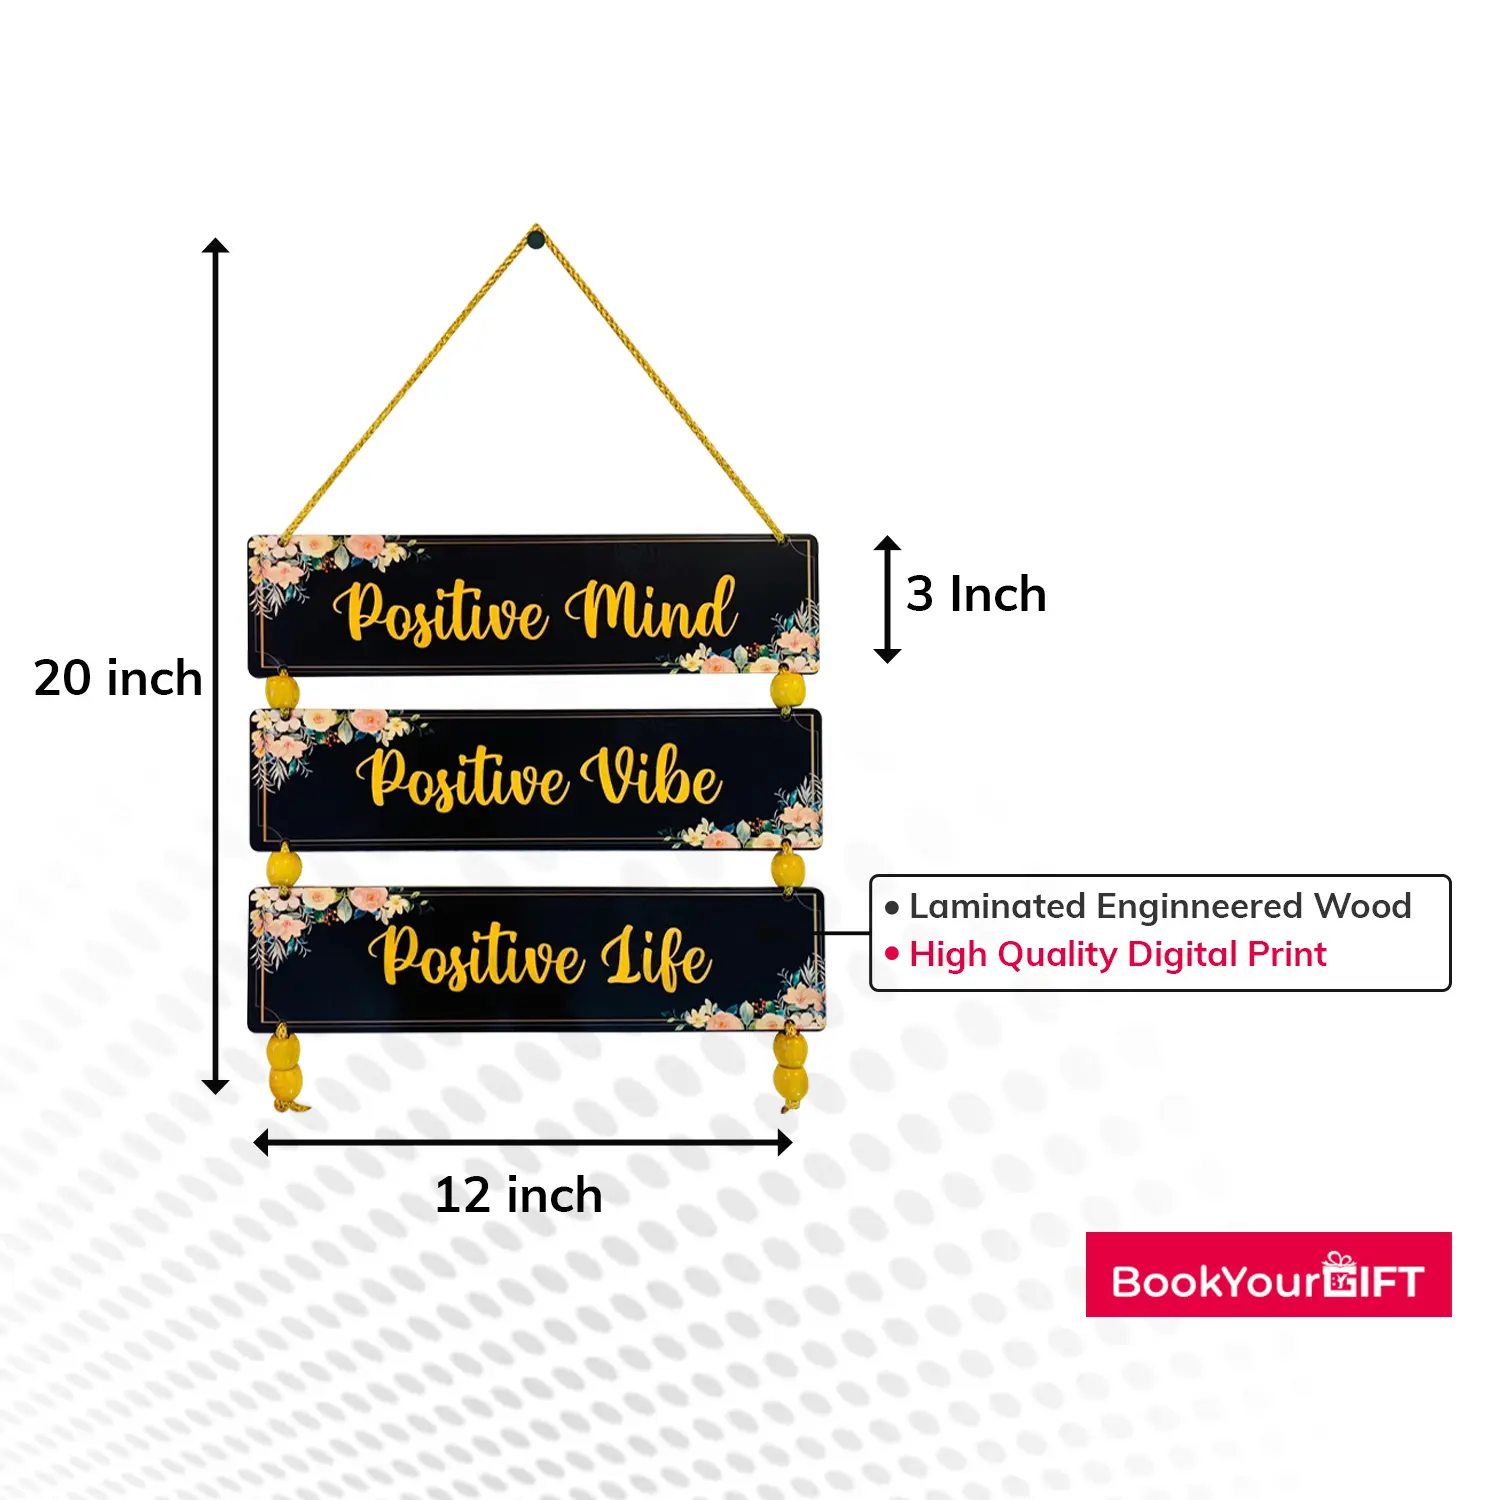 Positive Mind
3 Inch
20 inch
Positive Vibe
Laminated Enginneered Wood
High Quality Digital Print
Positive Life
12 inch
BookYourGIFT